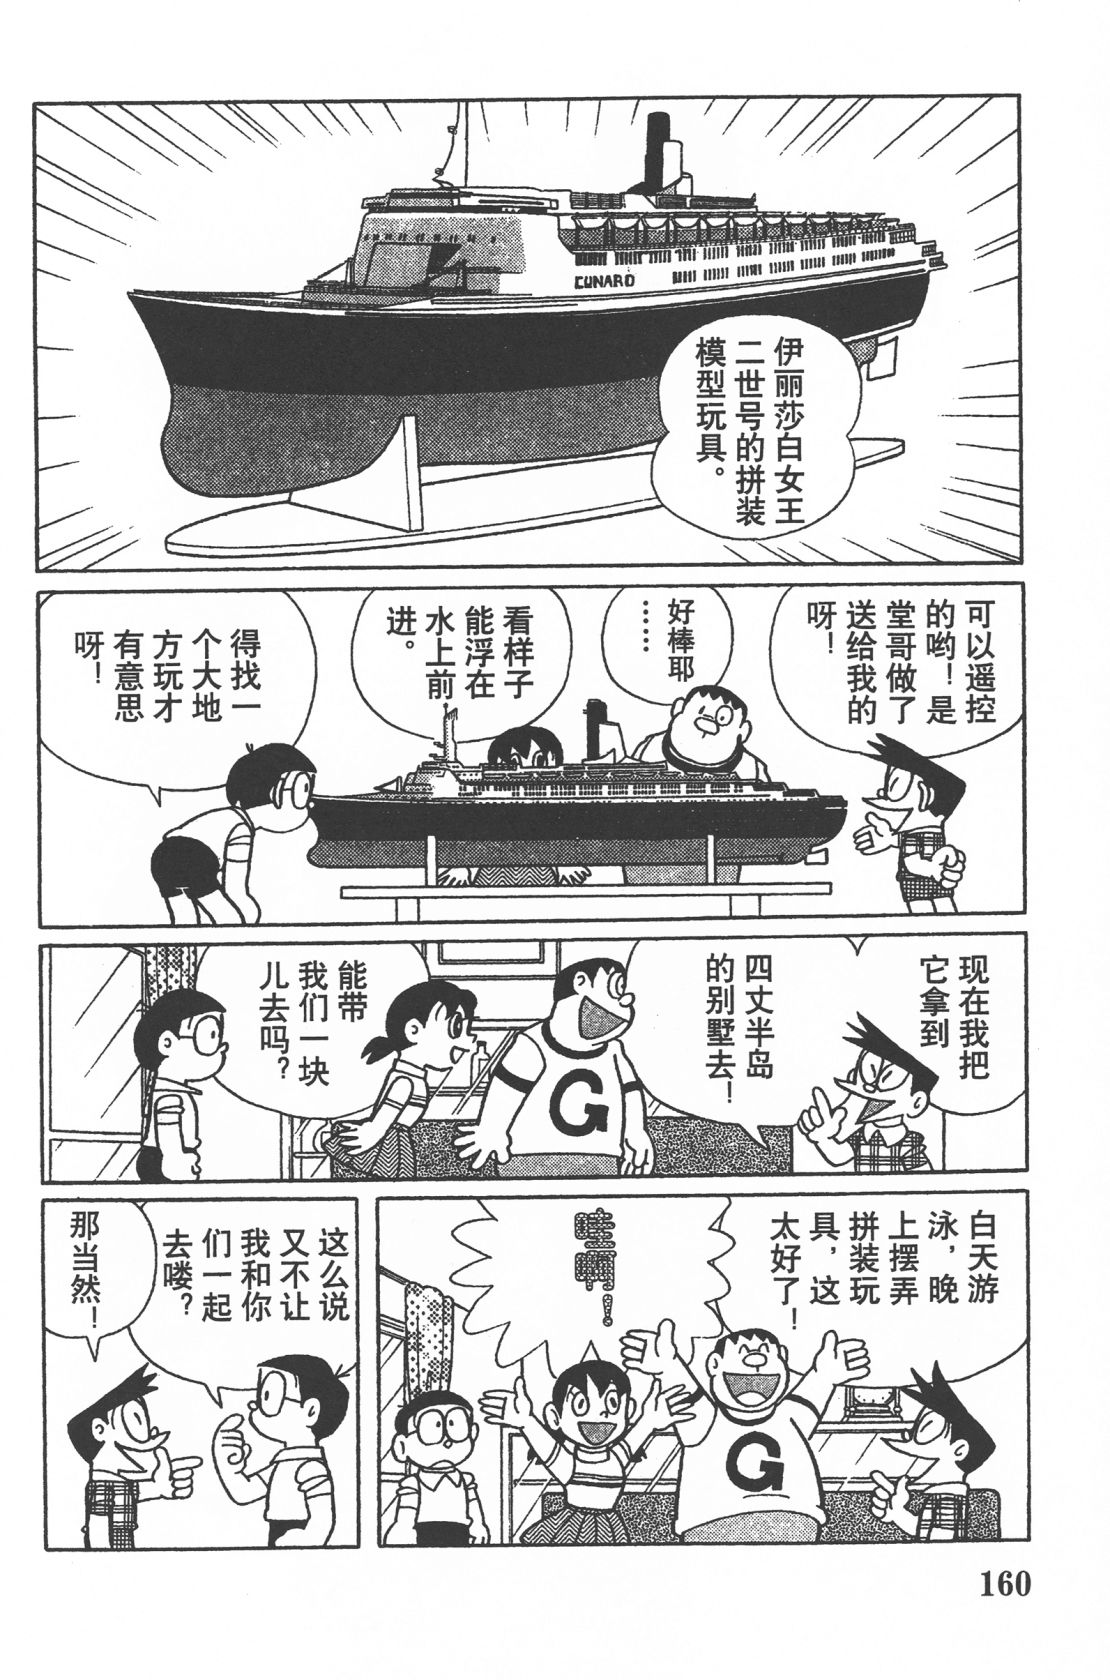 CUNARD
伊丽莎白女王
二世号的拼装
模型玩具。
可以遥控
的哟！是
堂哥做了
送给我的
呀！
好棒耶
……
看样子
能浮在
水上前
进。
得找一
个大地
方玩才
有意思
呀！
现在我把
它拿到
四丈半岛
的别墅去！
G
能带
我们一块
儿去吗？
白天游
泳，晚
上摆弄
拼装玩
具，这
太好了！
哇啊！
G
这么说
又不让
我和你
们一起
去喽？
那当然！
160